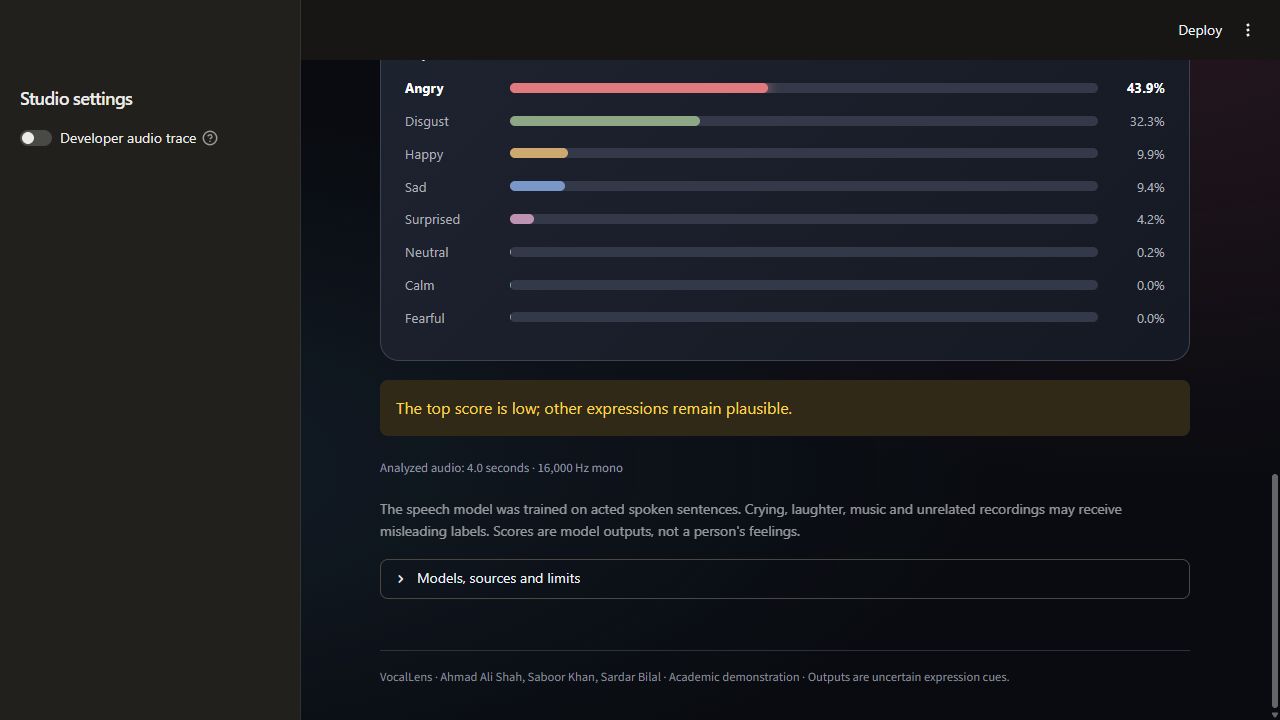 Deploy
Studio settings
Developer audio trace
Angry 43.9%
Disgust 32.3%
Happy 9.9%
Sad 9.4%
Surprised 4.2%
Neutral 0.2%
Calm 0.0%
Fearful 0.0%
The top score is low; other expressions remain plausible.
Analyzed audio: 4.0 seconds · 16,000 Hz mono
The speech model was trained on acted spoken sentences. Crying, laughter, music and unrelated recordings may receive
misleading labels. Scores are model outputs, not a person's feelings.
Models, sources and limits
VocalLens · Ahmad Ali Shah, Saboor Khan, Sardar Bilal · Academic demonstration · Outputs are uncertain expression cues.